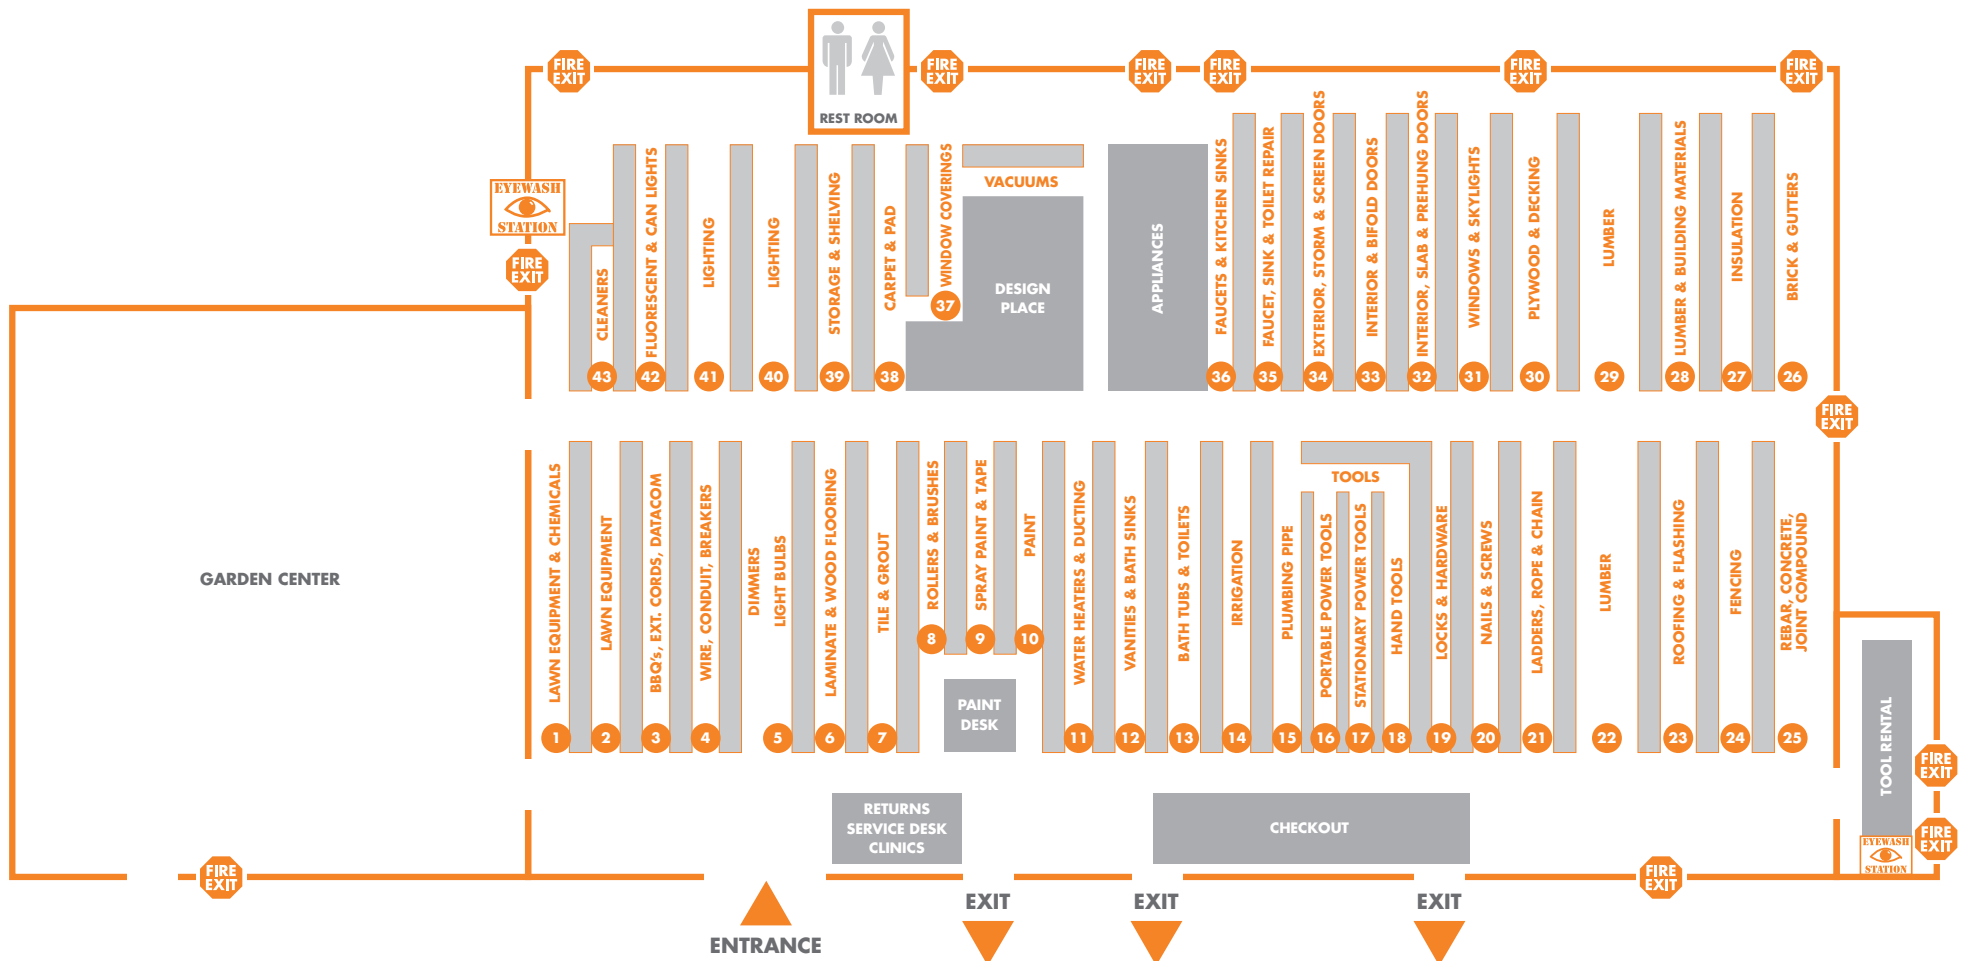 REST ROOM
FIRE
EXIT
FIRE
EXIT
FIRE
EXIT
FIRE
EXIT
FIRE
EXIT
FIRE
EXIT
EYEWASH
STATION
FIRE
EXIT
CLEANERS
43
FLUORESCENT & CAN LIGHTS
42
LIGHTING
41
LIGHTING
40
STORAGE & SHELVING
39
CARPET & PAD
38
WINDOW COVERINGS
37
VACUUMS
DESIGN
PLACE
APPLIANCES
FAUCETS & KITCHEN SINKS
36
FAUCET, SINK & TOILET REPAIR
35
EXTERIOR, STORM & SCREEN DOORS
34
INTERIOR & BIFOLD DOORS
33
INTERIOR, SLAB & PREHUNG DOORS
32
WINDOWS & SKYLIGHTS
31
PLYWOOD & DECKING
30
LUMBER
29
LUMBER & BUILDING MATERIALS
28
INSULATION
27
BRICK & GUTTERS
26
FIRE
EXIT
GARDEN CENTER
LAWN EQUIPMENT & CHEMICALS
1
LAWN EQUIPMENT
2
BBQ's, EXT. CORDS, DATACOM
3
WIRE, CONDUIT, BREAKERS
4
DIMMERS
LIGHT BULBS
5
LAMINATE & WOOD FLOORING
6
TILE & GROUT
7
ROLLERS & BRUSHES
8
SPRAY PAINT & TAPE
9
PAINT
10
PAINT
DESK
WATER HEATERS & DUCTING
11
VANITIES & BATH SINKS
12
BATH TUBS & TOILETS
13
IRRIGATION
14
PLUMBING PIPE
15
TOOLS
PORTABLE POWER TOOLS
16
STATIONARY POWER TOOLS
17
HAND TOOLS
18
LOCKS & HARDWARE
19
NAILS & SCREWS
20
LADDERS, ROPE & CHAIN
21
LUMBER
22
ROOFING & FLASHING
23
FENCING
24
REBAR, CONCRETE,
JOINT COMPOUND
25
TOOL RENTAL
FIRE
EXIT
FIRE
EXIT
EYEWASH
STATION
RETURNS
SERVICE DESK
CLINICS
CHECKOUT
FIRE
EXIT
FIRE
EXIT
ENTRANCE
EXIT
EXIT
EXIT